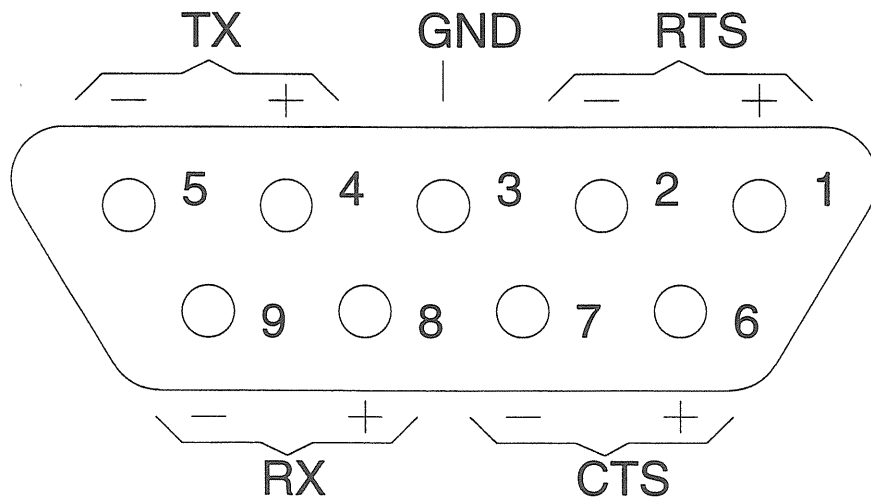 TX GND RTS
− + − +
5 4 3 2 1
9 8 7 6
− + − +
RX CTS